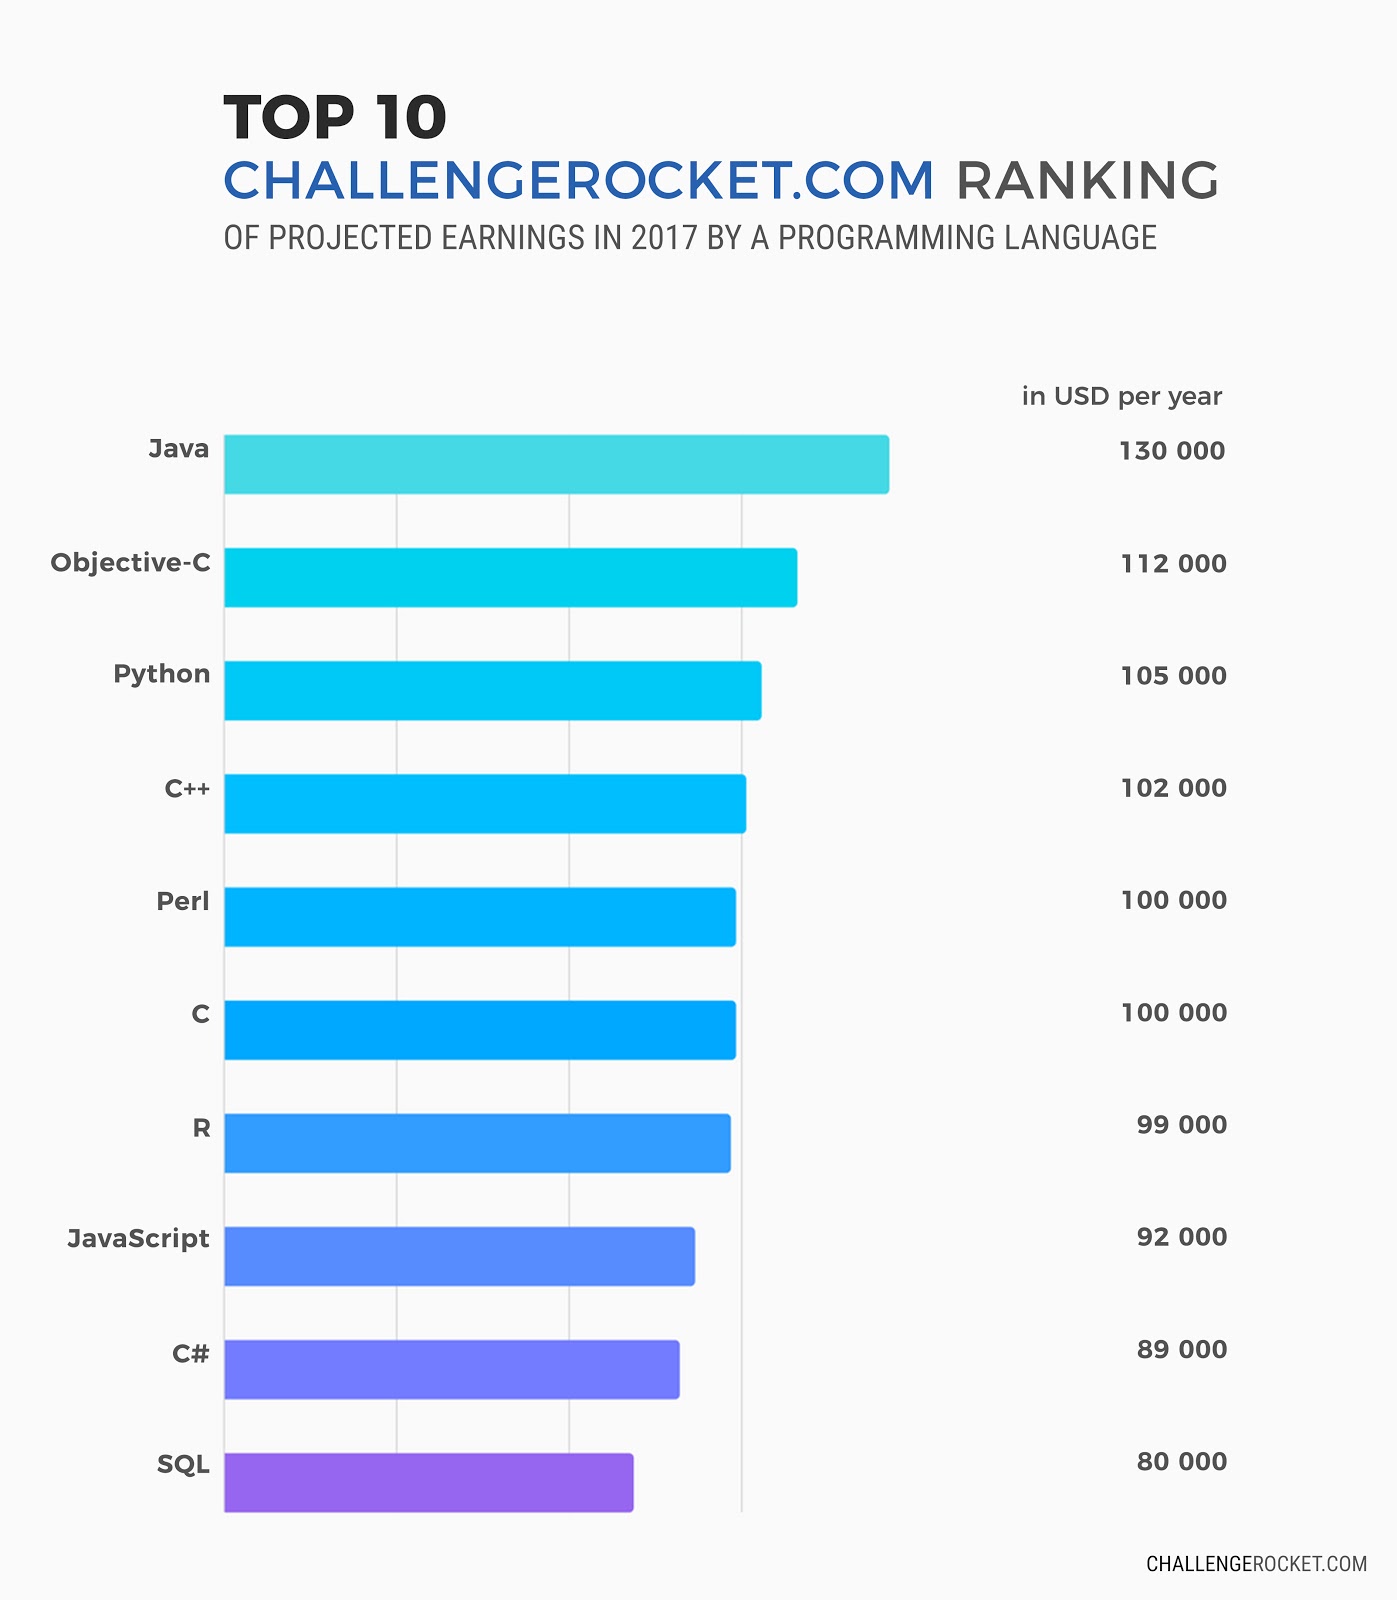 TOP 10
CHALLENGEROCKET.COM RANKING
OF PROJECTED EARNINGS IN 2017 BY A PROGRAMMING LANGUAGE
in USD per year
Java 130 000
Objective-C 112 000
Python 105 000
C++ 102 000
Perl 100 000
C 100 000
R 99 000
JavaScript 92 000
C# 89 000
SQL 80 000
CHALLENGEROCKET.COM